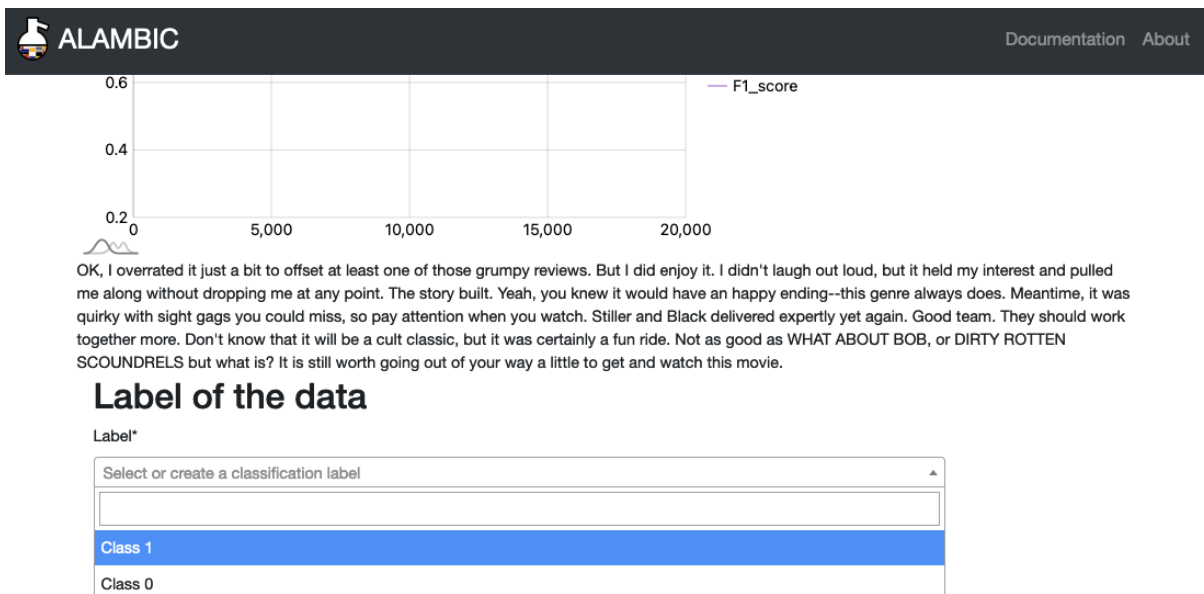 ALAMBIC
Documentation About
0.6
F1_score
0.4
0.2
0 5,000 10,000 15,000 20,000
OK, I overrated it just a bit to offset at least one of those grumpy reviews. But I did enjoy it. I didn't laugh out loud, but it held my interest and pulled
me along without dropping me at any point. The story built. Yeah, you knew it would have an happy ending--this genre always does. Meantime, it was
quirky with sight gags you could miss, so pay attention when you watch. Stiller and Black delivered expertly yet again. Good team. They should work
together more. Don't know that it will be a cult classic, but it was certainly a fun ride. Not as good as WHAT ABOUT BOB, or DIRTY ROTTEN
SCOUNDRELS but what is? It is still worth going out of your way a little to get and watch this movie.
Label of the data
Label*
Select or create a classification label
Class 1
Class 0